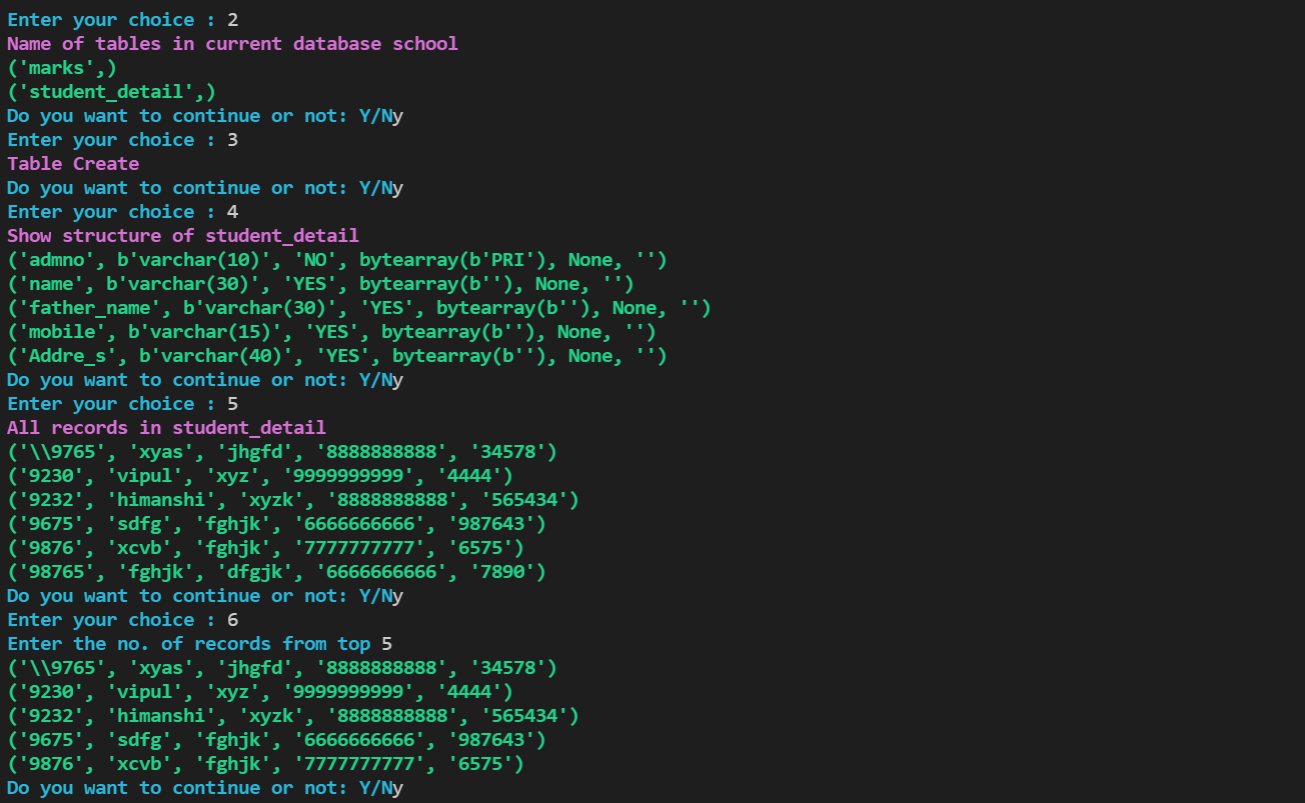 Enter your choice : 2
Name of tables in current database school
('marks',)
('student_detail',)
Do you want to continue or not: Y/Ny
Enter your choice : 3
Table Create
Do you want to continue or not: Y/Ny
Enter your choice : 4
Show structure of student_detail
('admno', b'varchar(10)', 'NO', bytearray(b'PRI'), None, '')
('name', b'varchar(30)', 'YES', bytearray(b''), None, '')
('father_name', b'varchar(30)', 'YES', bytearray(b''), None, '')
('mobile', b'varchar(15)', 'YES', bytearray(b''), None, '')
('Addre_s', b'varchar(40)', 'YES', bytearray(b''), None, '')
Do you want to continue or not: Y/Ny
Enter your choice : 5
All records in student_detail
('\\9765', 'xyas', 'jhgfd', '8888888888', '34578')
('9230', 'vipul', 'xyz', '9999999999', '4444')
('9232', 'himanshi', 'xyzk', '8888888888', '565434')
('9675', 'sdfg', 'fghjk', '6666666666', '987643')
('9876', 'xcvb', 'fghjk', '7777777777', '6575')
('98765', 'fghjk', 'dfgjk', '6666666666', '7890')
Do you want to continue or not: Y/Ny
Enter your choice : 6
Enter the no. of records from top 5
('\\9765', 'xyas', 'jhgfd', '8888888888', '34578')
('9230', 'vipul', 'xyz', '9999999999', '4444')
('9232', 'himanshi', 'xyzk', '8888888888', '565434')
('9675', 'sdfg', 'fghjk', '6666666666', '987643')
('9876', 'xcvb', 'fghjk', '7777777777', '6575')
Do you want to continue or not: Y/Ny